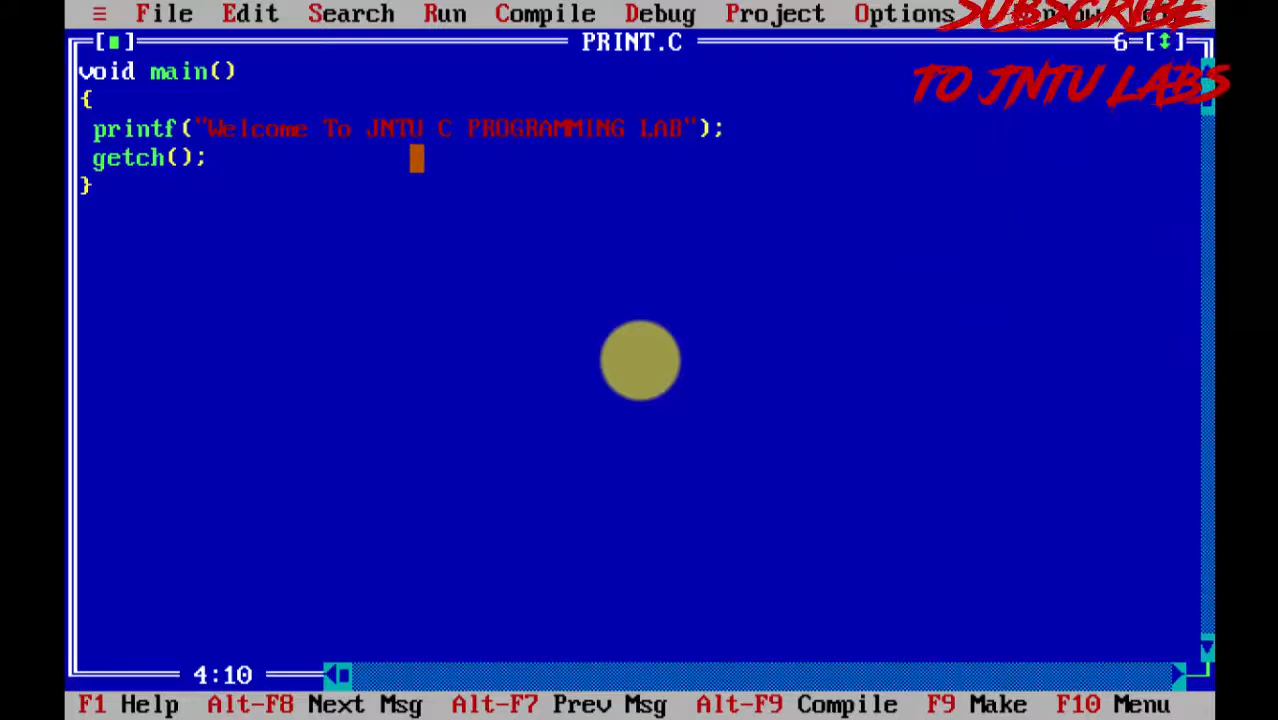 ≡ File Edit Search Run Compile Debug Project Options
SUBSCRIBE
TO JNTU LABS
[■] PRINT.C 6=[↕]
void main()
{
printf("Welcome To JNTU C PROGRAMMING LAB");
getch();
}
4:10
F1 Help Alt-F8 Next Msg Alt-F7 Prev Msg Alt-F9 Compile F9 Make F10 Menu